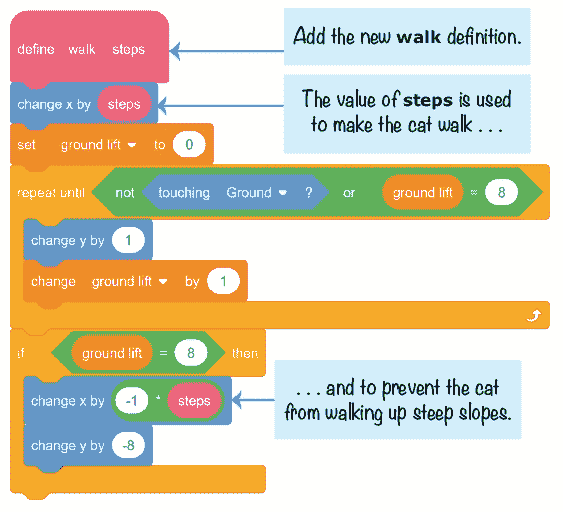 define walk steps
Add the new walk definition.
change x by steps
The value of steps is used
to make the cat walk . . .
set ground lift to 0
repeat until not touching Ground ? or ground lift = 8
change y by 1
change ground lift by 1
if ground lift = 8 then
change x by -1 * steps
. . . and to prevent the cat
from walking up steep slopes.
change y by -8